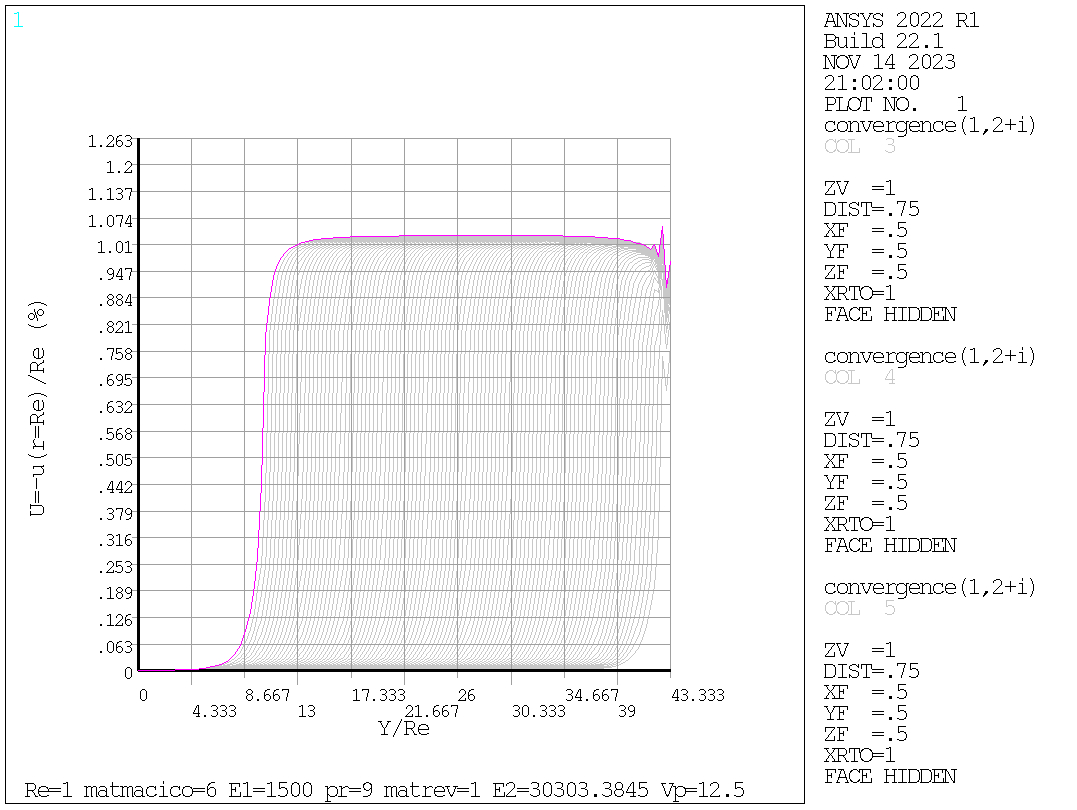 1
ANSYS 2022 R1
Build 22.1
NOV 14 2023
21:02:00
PLOT NO. 1
convergence(1,2+i)
COL 3
ZV =1
DIST=.75
XF =.5
YF =.5
ZF =.5
XRTO=1
FACE HIDDEN
convergence(1,2+i)
COL 4
ZV =1
DIST=.75
XF =.5
YF =.5
ZF =.5
XRTO=1
FACE HIDDEN
convergence(1,2+i)
COL 5
ZV =1
DIST=.75
XF =.5
YF =.5
ZF =.5
XRTO=1
FACE HIDDEN
U=-u(r=Re)/Re (%)
1.263
1.2
1.137
1.074
1.01
.947
.884
.821
.758
.695
.632
.568
.505
.442
.379
.316
.253
.189
.126
.063
0
0 8.667 17.333 26 34.667 43.333
4.333 13 21.667 30.333 39
Y/Re
Re=1 matmacico=6 E1=1500 pr=9 matrev=1 E2=30303.3845 Vp=12.5